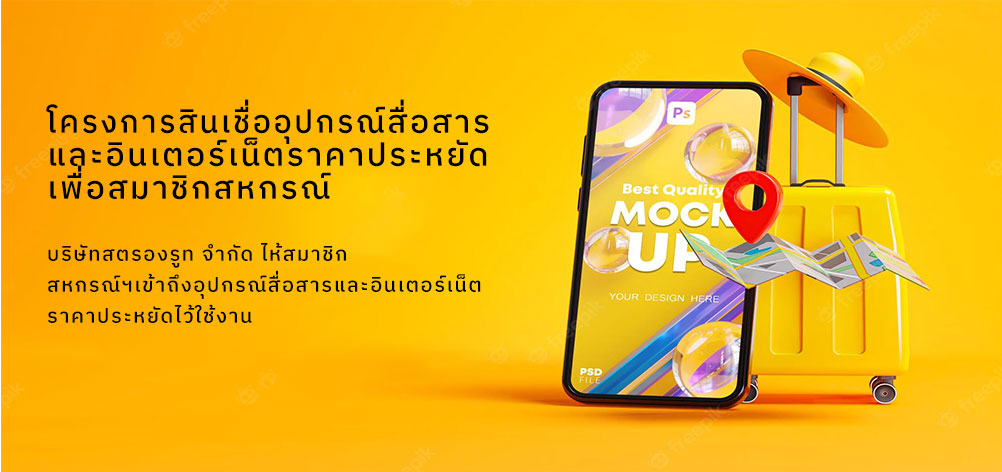 โครงการสินเชื่ออุปกรณ์สื่อสาร
และอินเตอร์เน็ตราคาประหยัด
เพื่อสมาชิกสหกรณ์
บริษัทสตรองรูท จำกัด ให้สมาชิก
สหกรณ์ฯเข้าถึงอุปกรณ์สื่อสารและอินเตอร์เน็ต
ราคาประหยัดไว้ใช้งาน
Ps
Best Quality
MOCK
UP
YOUR DESIGN HERE
PSD
FILE
freepik